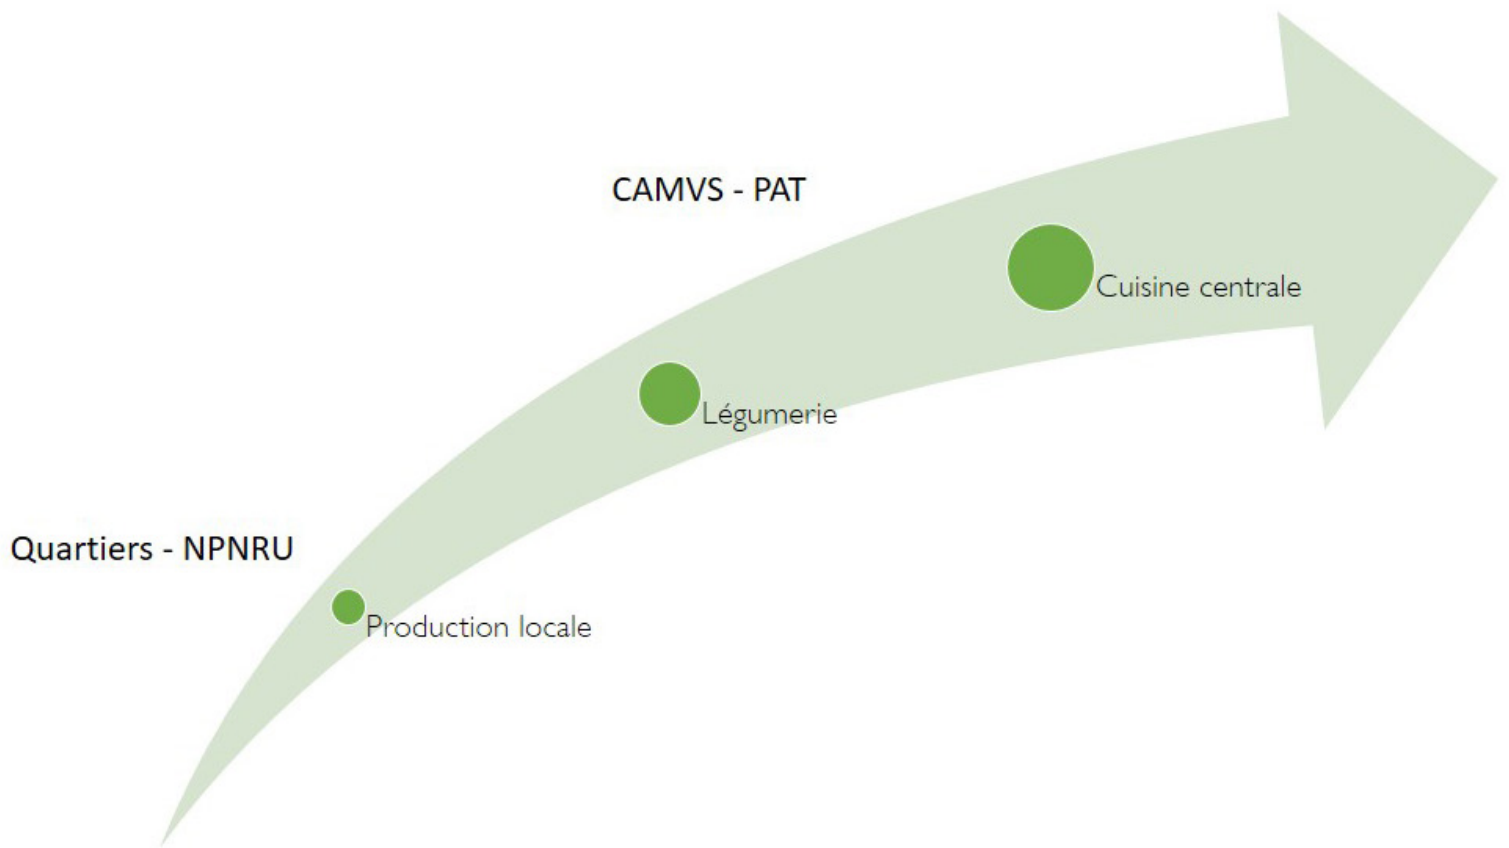 CAMVS - PAT
Cuisine centrale
Légumerie
Quartiers - NPNRU
Production locale